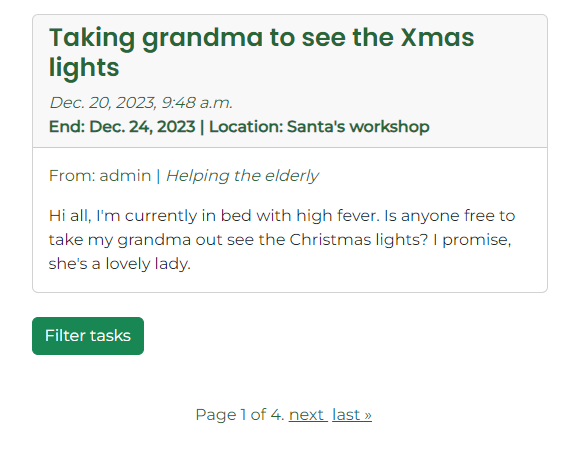 Taking grandma to see the Xmas
lights
Dec. 20, 2023, 9:48 a.m.
End: Dec. 24, 2023 | Location: Santa's workshop
From: admin | Helping the elderly
Hi all, I'm currently in bed with high fever. Is anyone free to
take my grandma out see the Christmas lights? I promise,
she's a lovely lady.
Filter tasks
Page 1 of 4. next last »